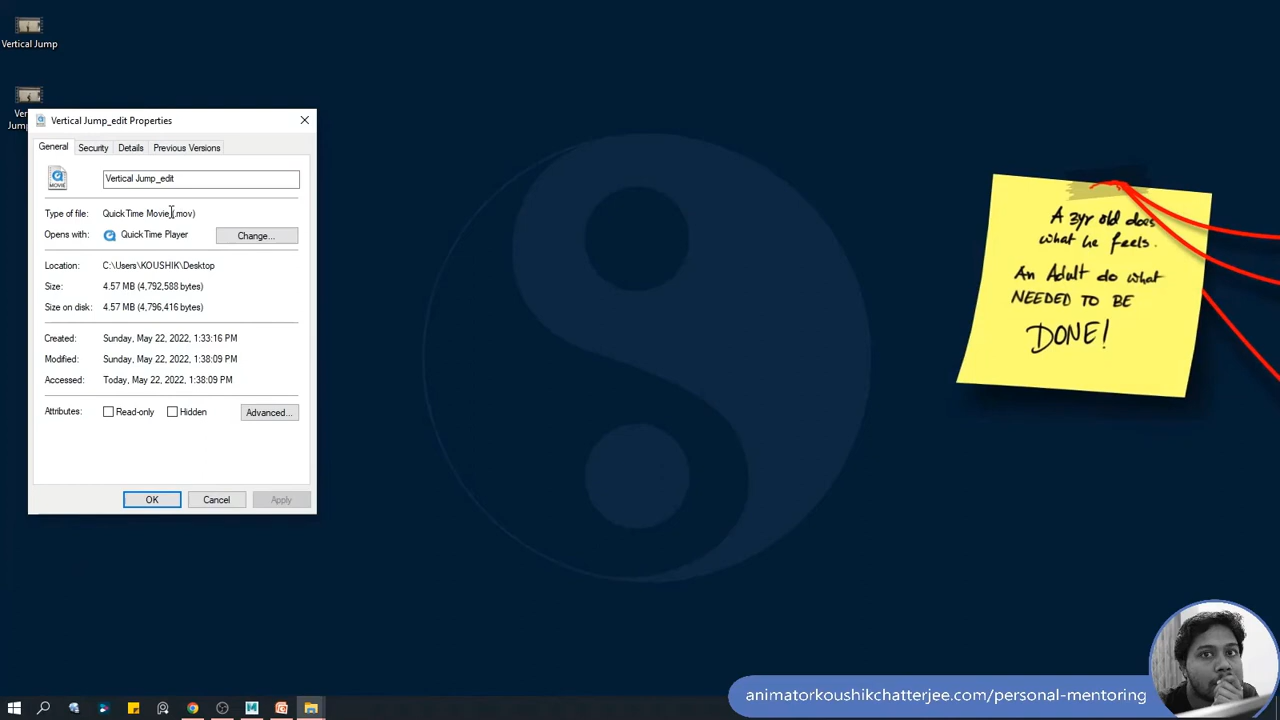 Vertical Jump
Vertical Jump_edit Properties
General
Security
Details
Previous Versions
MOVIE
Vertical Jump_edit
Type of file:
QuickTime Movie (.mov)
Opens with:
QuickTime Player
Change...
Location:
C:\Users\KOUSHIK\Desktop
Size:
4.57 MB (4,792,588 bytes)
Size on disk:
4.57 MB (4,796,416 bytes)
Created:
Sunday, May 22, 2022, 1:33:16 PM
Modified:
Sunday, May 22, 2022, 1:38:09 PM
Accessed:
Today, May 22, 2022, 1:38:09 PM
Attributes:
Read-only
Hidden
Advanced...
OK
Cancel
Apply
A 3yr old does
what he feels.
An Adult do what
NEEDED TO BE
DONE!
animatorkoushikchatterjee.com/personal-mentoring